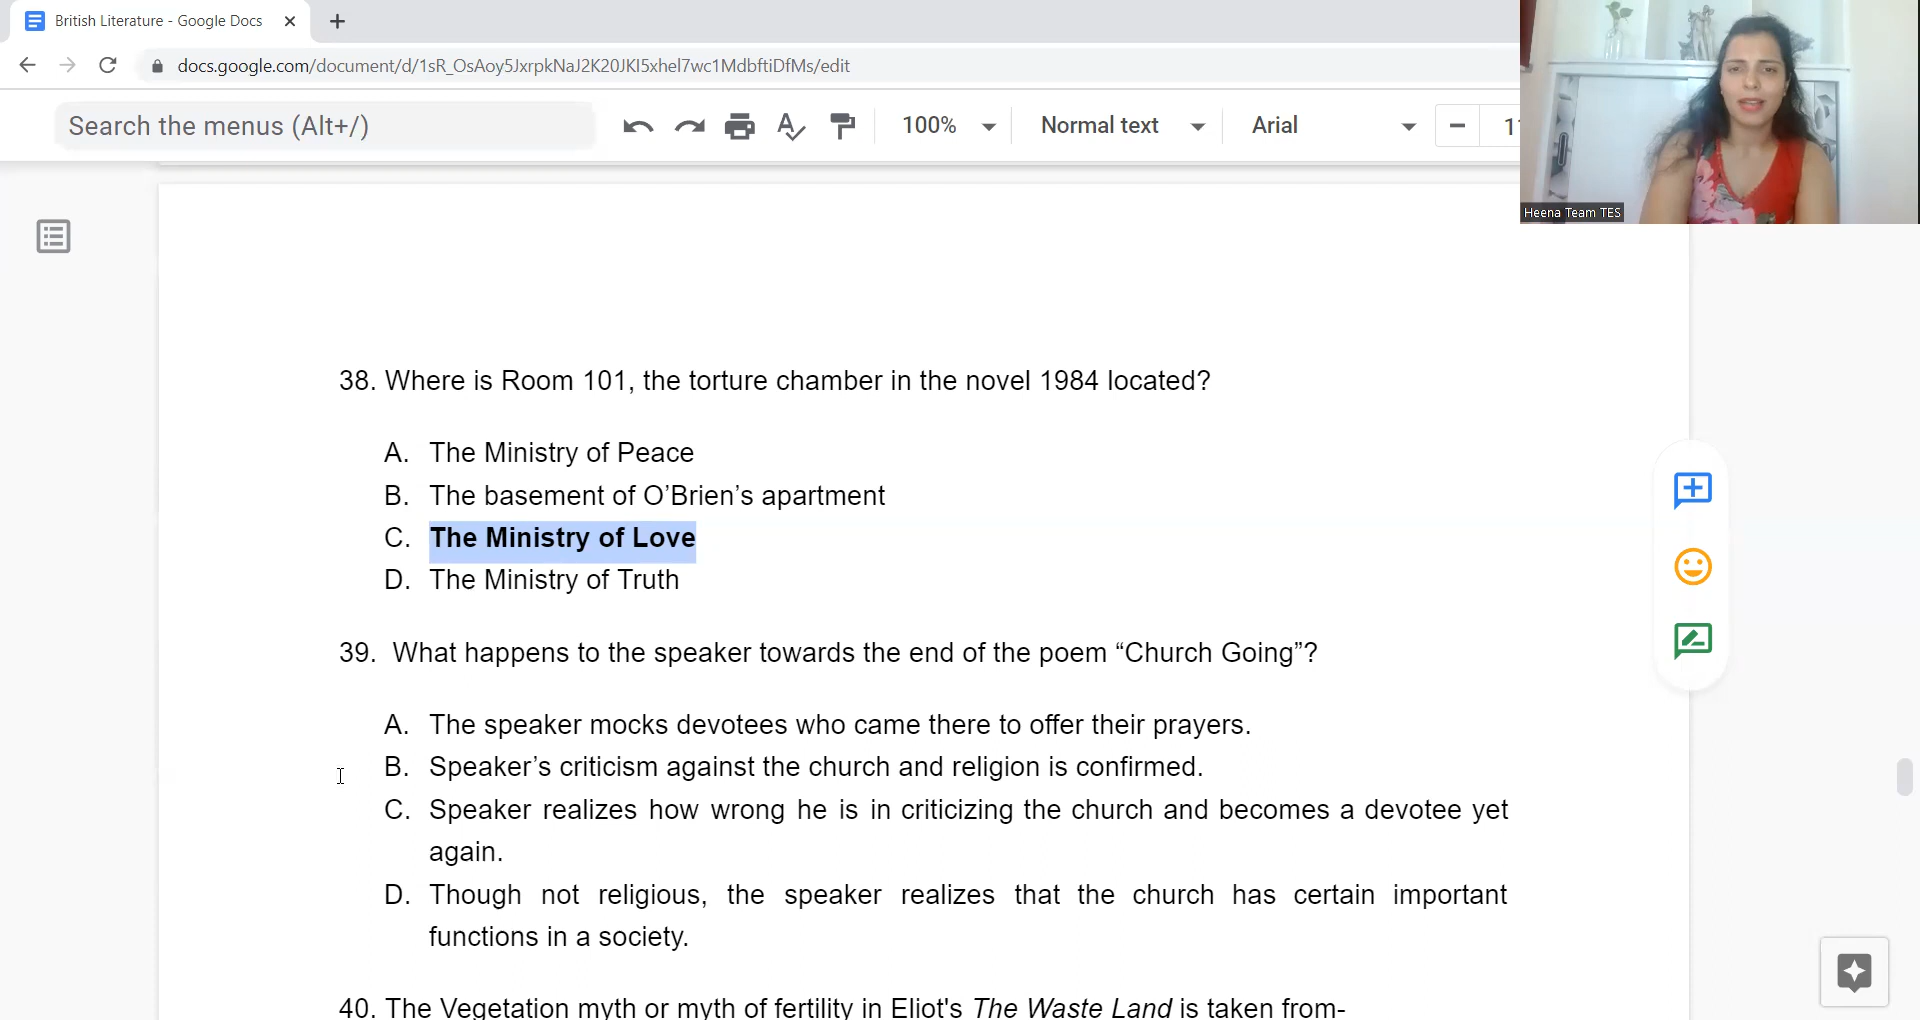 British Literature - Google Docs
docs.google.com/document/d/1sR_OsAoy5JxrpkNaJ2K20JKI5xhel7wc1MdbftiDfMs/edit
Search the menus (Alt+/)
100%
Normal text
Arial
Heena Team TES
38. Where is Room 101, the torture chamber in the novel 1984 located?
A. The Ministry of Peace
B. The basement of O’Brien’s apartment
C. The Ministry of Love
D. The Ministry of Truth
39. What happens to the speaker towards the end of the poem “Church Going”?
A. The speaker mocks devotees who came there to offer their prayers.
B. Speaker’s criticism against the church and religion is confirmed.
C. Speaker realizes how wrong he is in criticizing the church and becomes a devotee yet
again.
D. Though not religious, the speaker realizes that the church has certain important
functions in a society.
40. The Vegetation myth or myth of fertility in Eliot's The Waste Land is taken from-